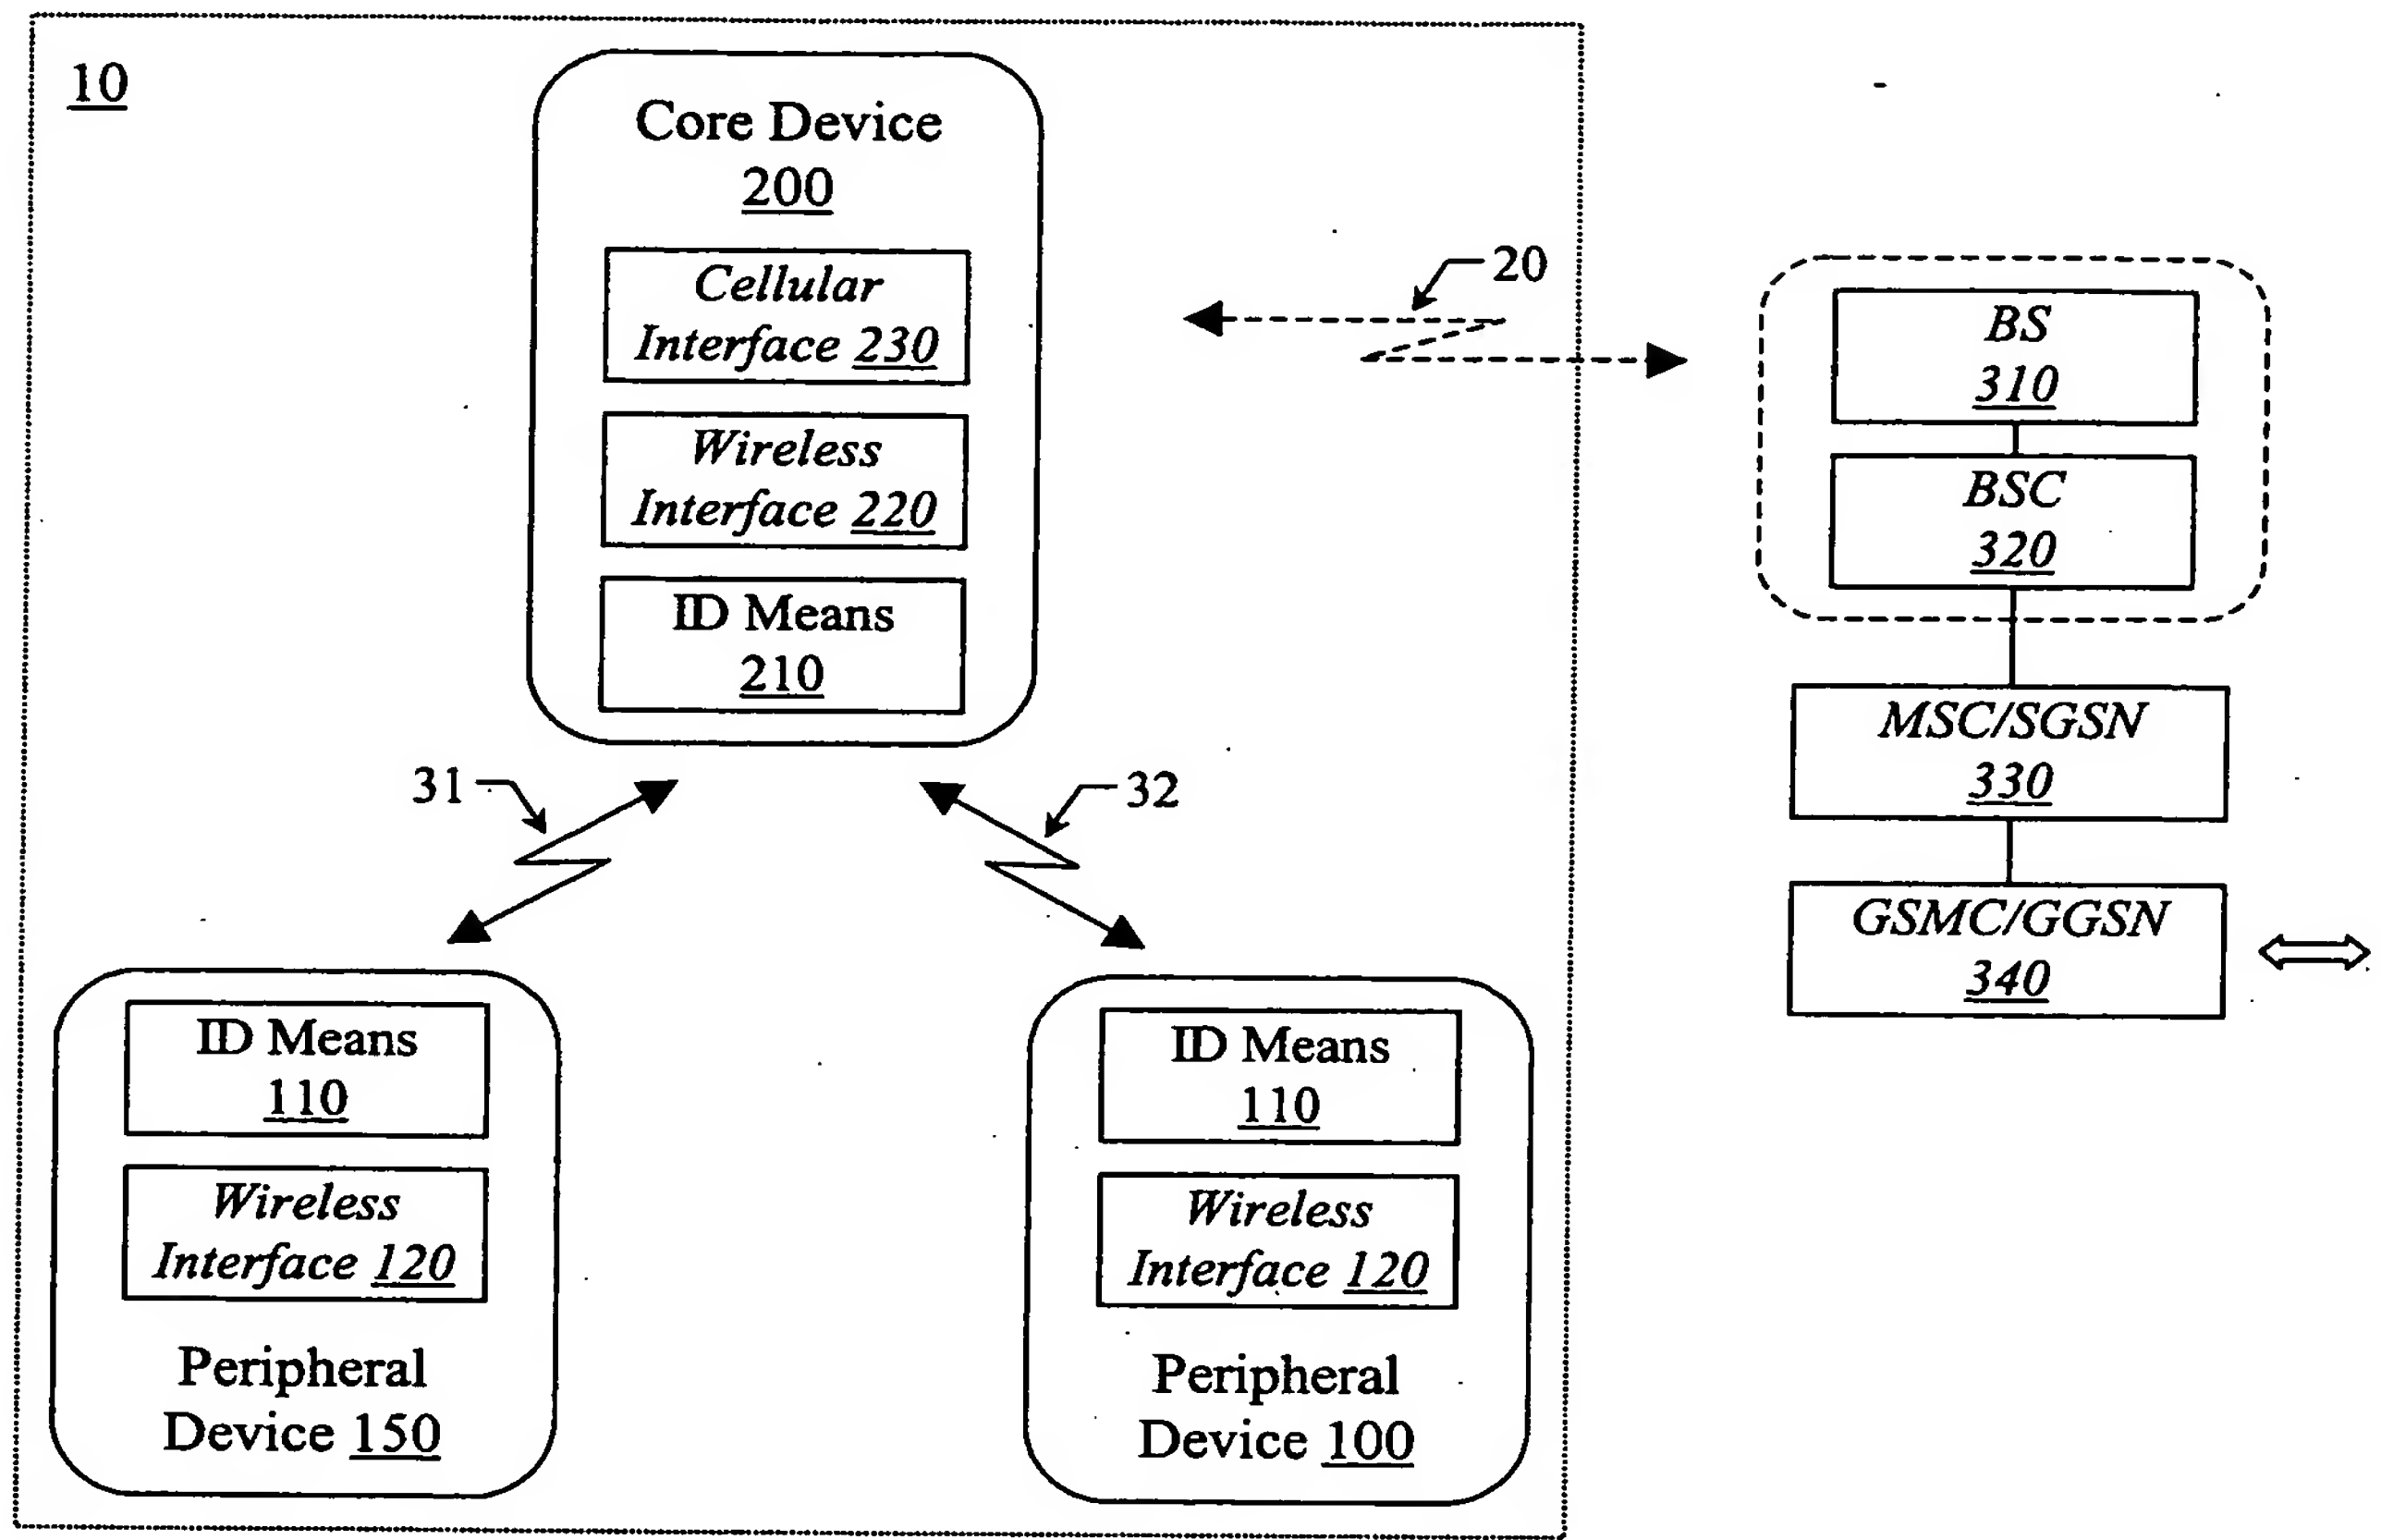 10
Core Device
200
Cellular
Interface 230
Wireless
Interface 220
ID Means
210
20
BS
310
BSC
320
MSC/SGSN
330
GSMC/GGSN
340
31
32
ID Means
110
Wireless
Interface 120
Peripheral
Device 150
ID Means
110
Wireless
Interface 120
Peripheral
Device 100